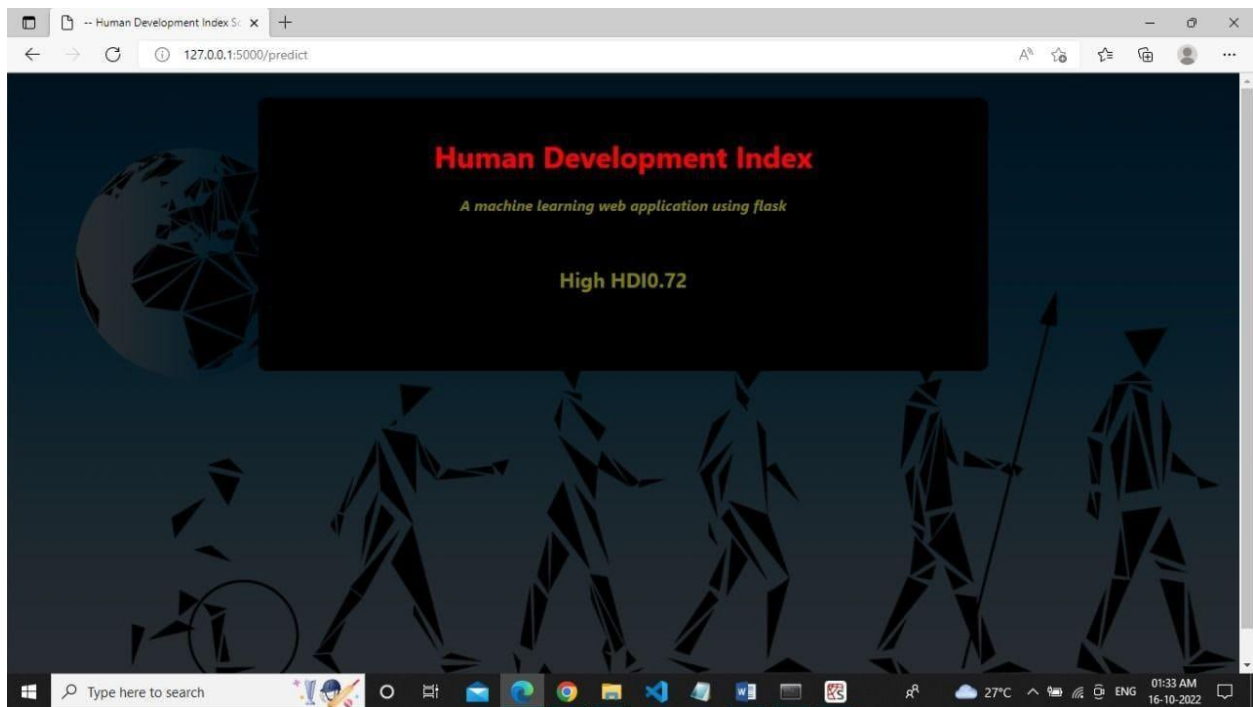 -- Human Development Index Sc
127.0.0.1:5000/predict
Human Development Index
A machine learning web application using flask
High HDI0.72
Type here to search
27°C
ENG
01:33 AM
16-10-2022